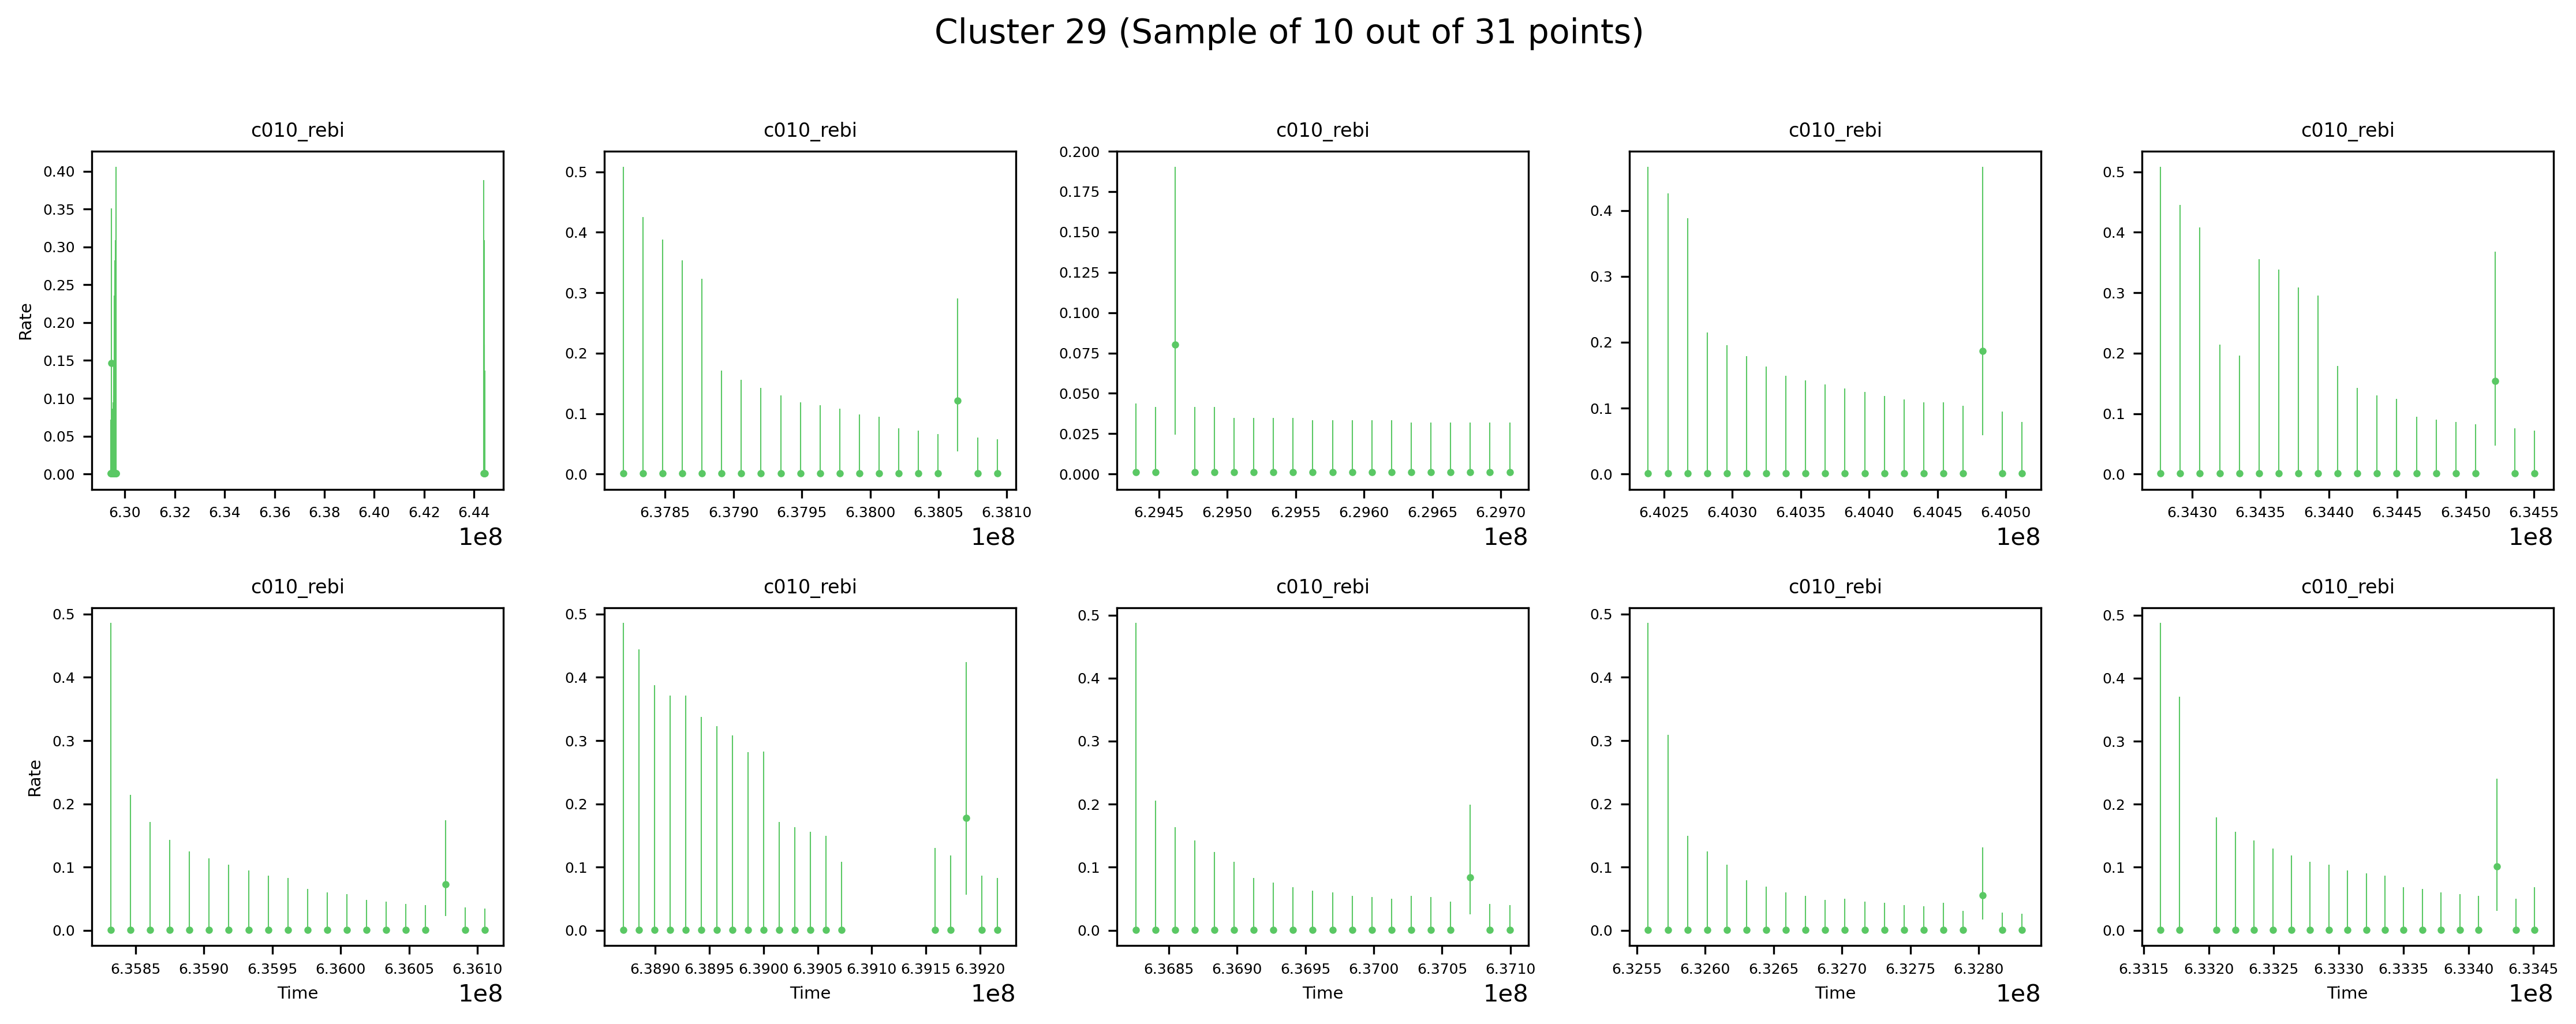 Cluster 29 (Sample of 10 out of 31 points)
c010_rebi c010_rebi c010_rebi c010_rebi c010_rebi
Rate
0.40 0.35 0.30 0.25 0.20 0.15 0.10 0.05 0.00
6.30 6.32 6.34 6.36 6.38 6.40 6.42 6.44
1e8
0.5 0.4 0.3 0.2 0.1 0.0
6.3785 6.3790 6.3795 6.3800 6.3805 6.3810
1e8
0.200 0.175 0.150 0.125 0.100 0.075 0.050 0.025 0.000
6.2945 6.2950 6.2955 6.2960 6.2965 6.2970
1e8
0.4 0.3 0.2 0.1 0.0
6.4025 6.4030 6.4035 6.4040 6.4045 6.4050
1e8
0.5 0.4 0.3 0.2 0.1 0.0
6.3430 6.3435 6.3440 6.3445 6.3450 6.3455
1e8
c010_rebi c010_rebi c010_rebi c010_rebi c010_rebi
Rate
0.5 0.4 0.3 0.2 0.1 0.0
6.3585 6.3590 6.3595 6.3600 6.3605 6.3610
Time 1e8
0.5 0.4 0.3 0.2 0.1 0.0
6.3890 6.3895 6.3900 6.3905 6.3910 6.3915 6.3920
Time 1e8
0.5 0.4 0.3 0.2 0.1 0.0
6.3685 6.3690 6.3695 6.3700 6.3705 6.3710
Time 1e8
0.5 0.4 0.3 0.2 0.1 0.0
6.3255 6.3260 6.3265 6.3270 6.3275 6.3280
Time 1e8
0.5 0.4 0.3 0.2 0.1 0.0
6.3315 6.3320 6.3325 6.3330 6.3335 6.3340 6.3345
Time 1e8